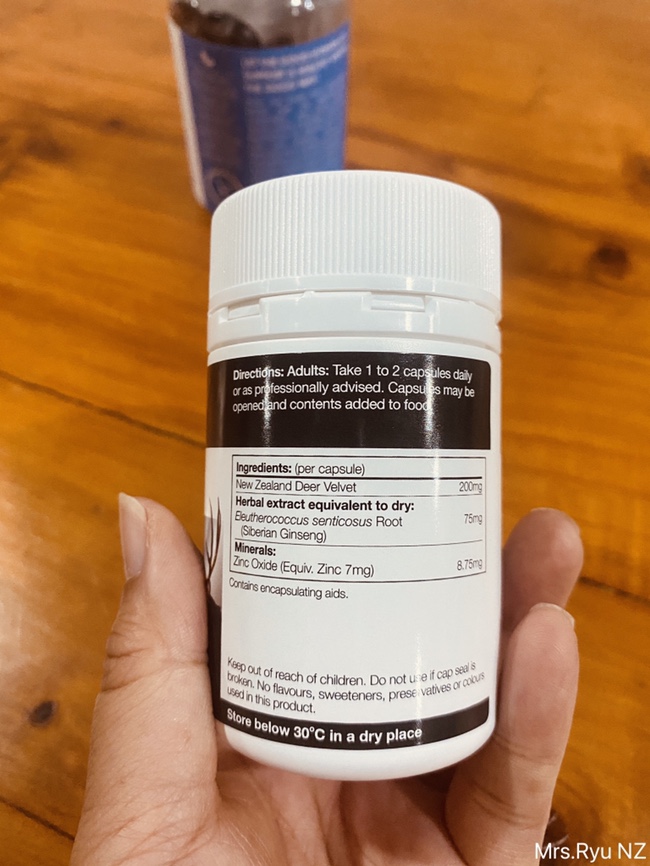 Directions: Adults: Take 1 to 2 capsules daily
or as professionally advised. Capsules may be
opened and contents added to food.
Ingredients: (per capsule)
New Zealand Deer Velvet 200mg
Herbal extract equivalent to dry:
Eleutherococcus senticosus Root 75mg
(Siberian Ginseng)
Minerals:
Zinc Oxide (Equiv. Zinc 7mg) 8.75mg
Contains encapsulating aids.
Keep out of reach of children. Do not use if cap seal is
broken. No flavours, sweeteners, preservatives or colours
used in this product.
Store below 30°C in a dry place
Mrs.Ryu NZ